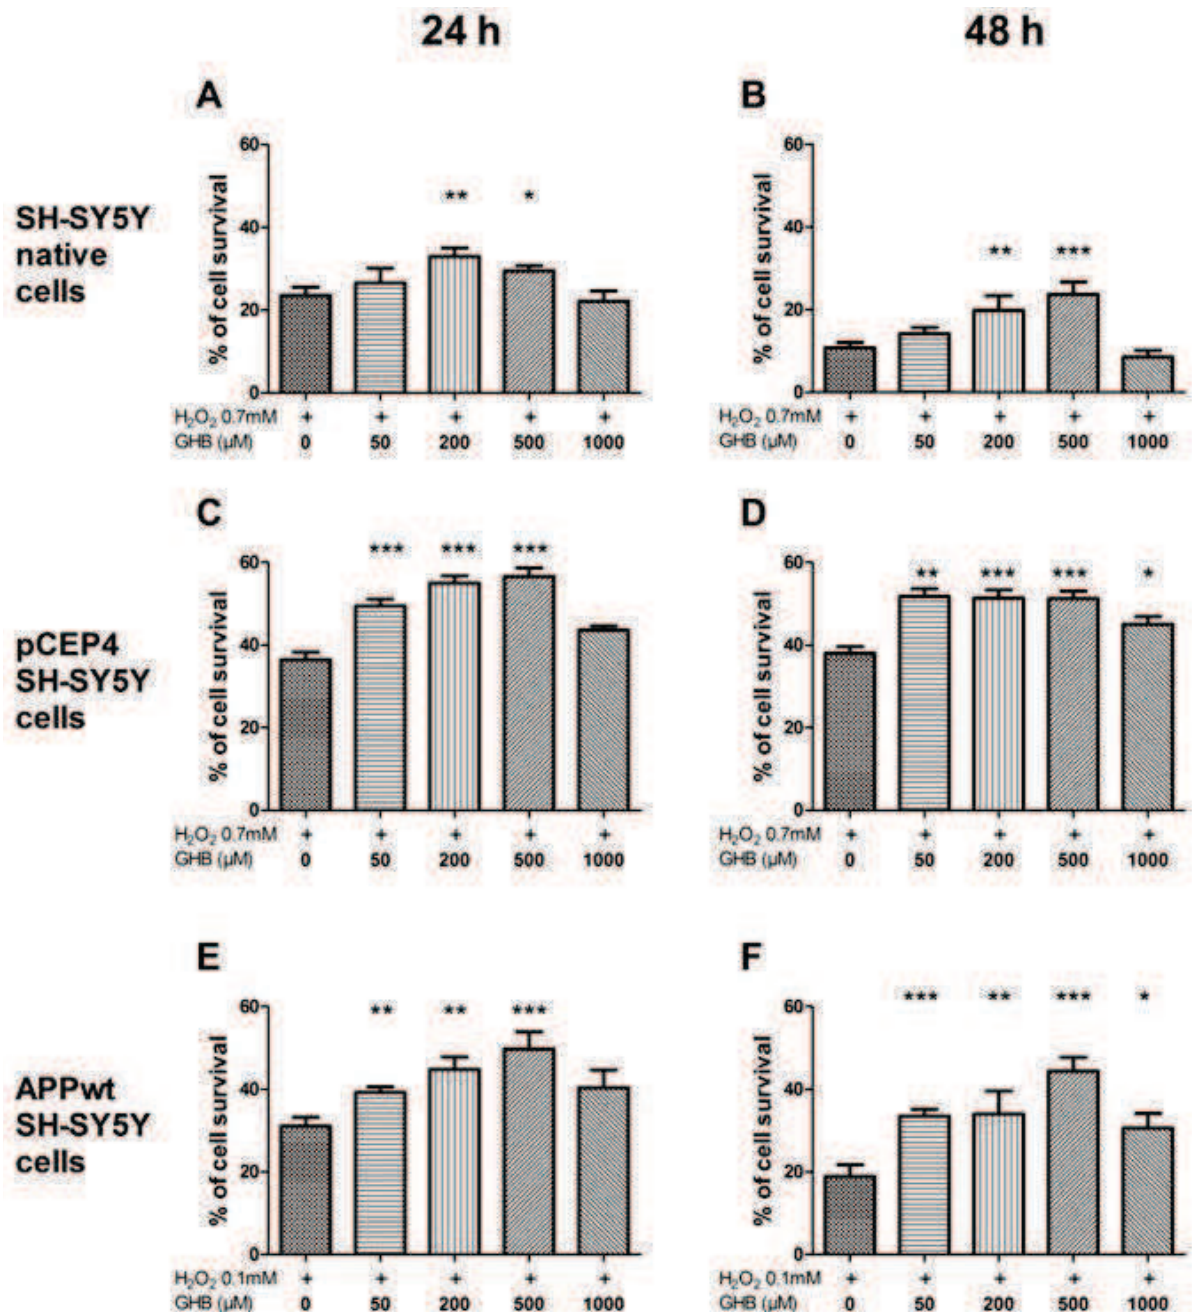 24 h
48 h
A
B
SH-SY5Y
native
cells
% of cell survival
60
40
20
0
** *
H₂O₂ 0.7mM + + + + +
GHB (µM) 0 50 200 500 1000
% of cell survival
60
40
20
0
** ***
H₂O₂ 0.7mM + + + + +
GHB (µM) 0 50 200 500 1000
C
D
pCEP4
SH-SY5Y
cells
% of cell survival
60
40
20
0
*** *** ***
H₂O₂ 0.7mM + + + + +
GHB (µM) 0 50 200 500 1000
% of cell survival
60
40
20
0
** *** *** *
H₂O₂ 0.7mM + + + + +
GHB (µM) 0 50 200 500 1000
E
F
APPwt
SH-SY5Y
cells
% of cell survival
60
40
20
0
** ** ***
H₂O₂ 0.1mM + + + + +
GHB (µM) 0 50 200 500 1000
% of cell survival
60
40
20
0
*** ** *** *
H₂O₂ 0.1mM + + + + +
GHB (µM) 0 50 200 500 1000